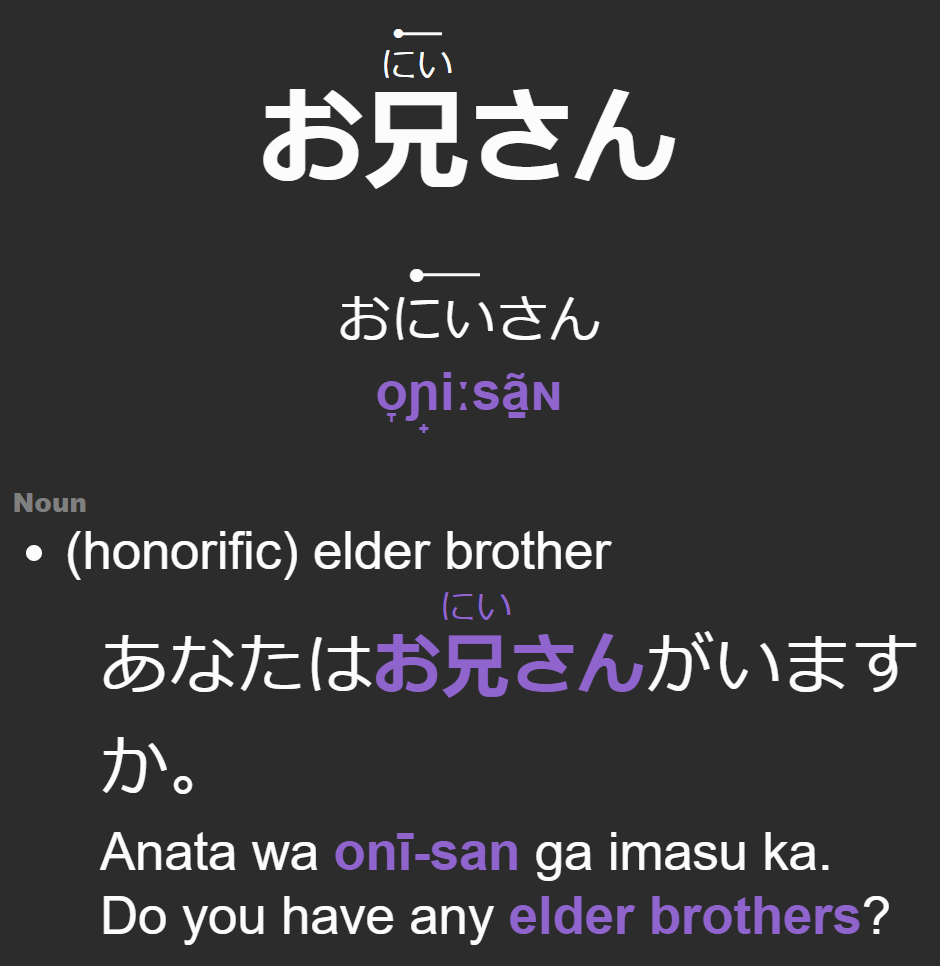 にい
お兄さん
おにいさん
o̞ɲ̟iːsã̠ɴ
Noun
• (honorific) elder brother
にい
あなたはお兄さんがいます
か。
Anata wa onī-san ga imasu ka.
Do you have any elder brothers?